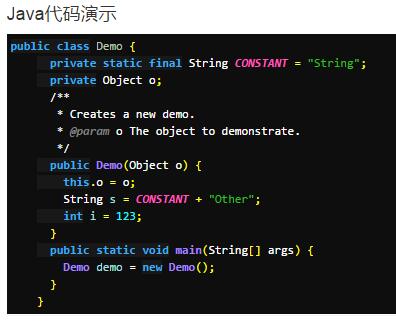 Java代码演示
public class Demo {
private static final String CONSTANT = "String";
private Object o;
/**
* Creates a new demo.
* @param o The object to demonstrate.
*/
public Demo(Object o) {
this.o = o;
String s = CONSTANT + "Other";
int i = 123;
}
public static void main(String[] args) {
Demo demo = new Demo();
}
}